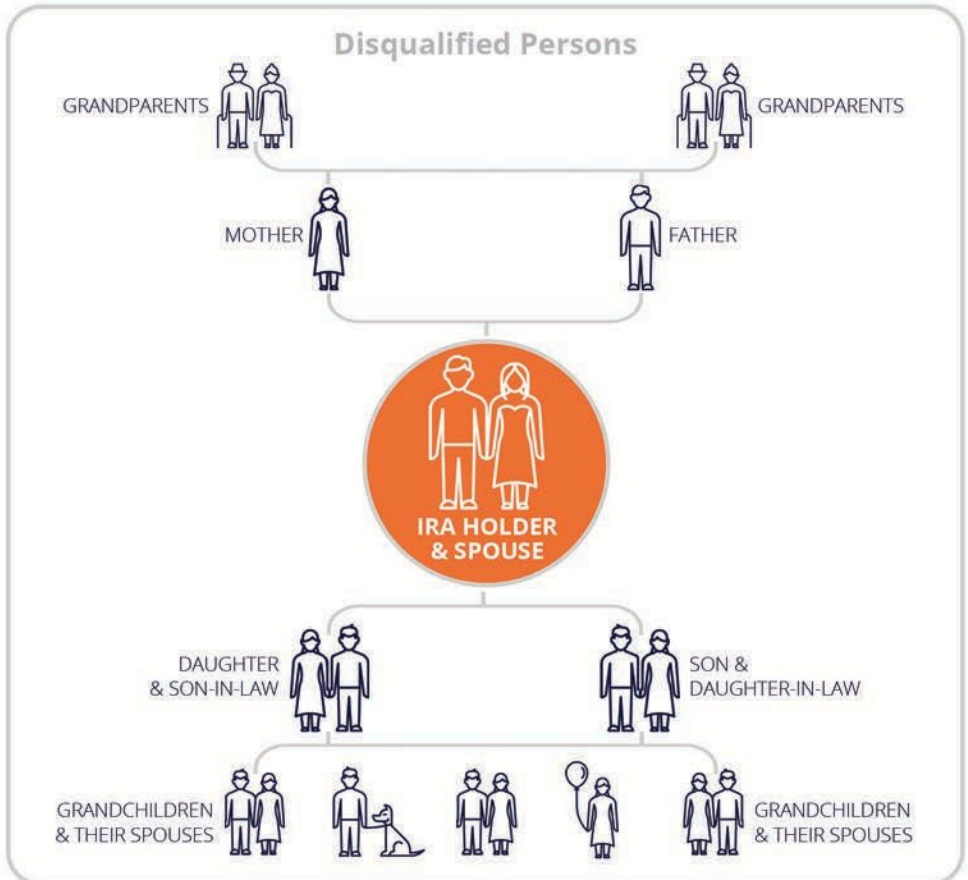 Disqualified Persons
GRANDPARENTS
GRANDPARENTS
MOTHER
FATHER
IRA HOLDER
& SPOUSE
DAUGHTER
& SON-IN-LAW
SON &
DAUGHTER-IN-LAW
GRANDCHILDREN
& THEIR SPOUSES
GRANDCHILDREN
& THEIR SPOUSES